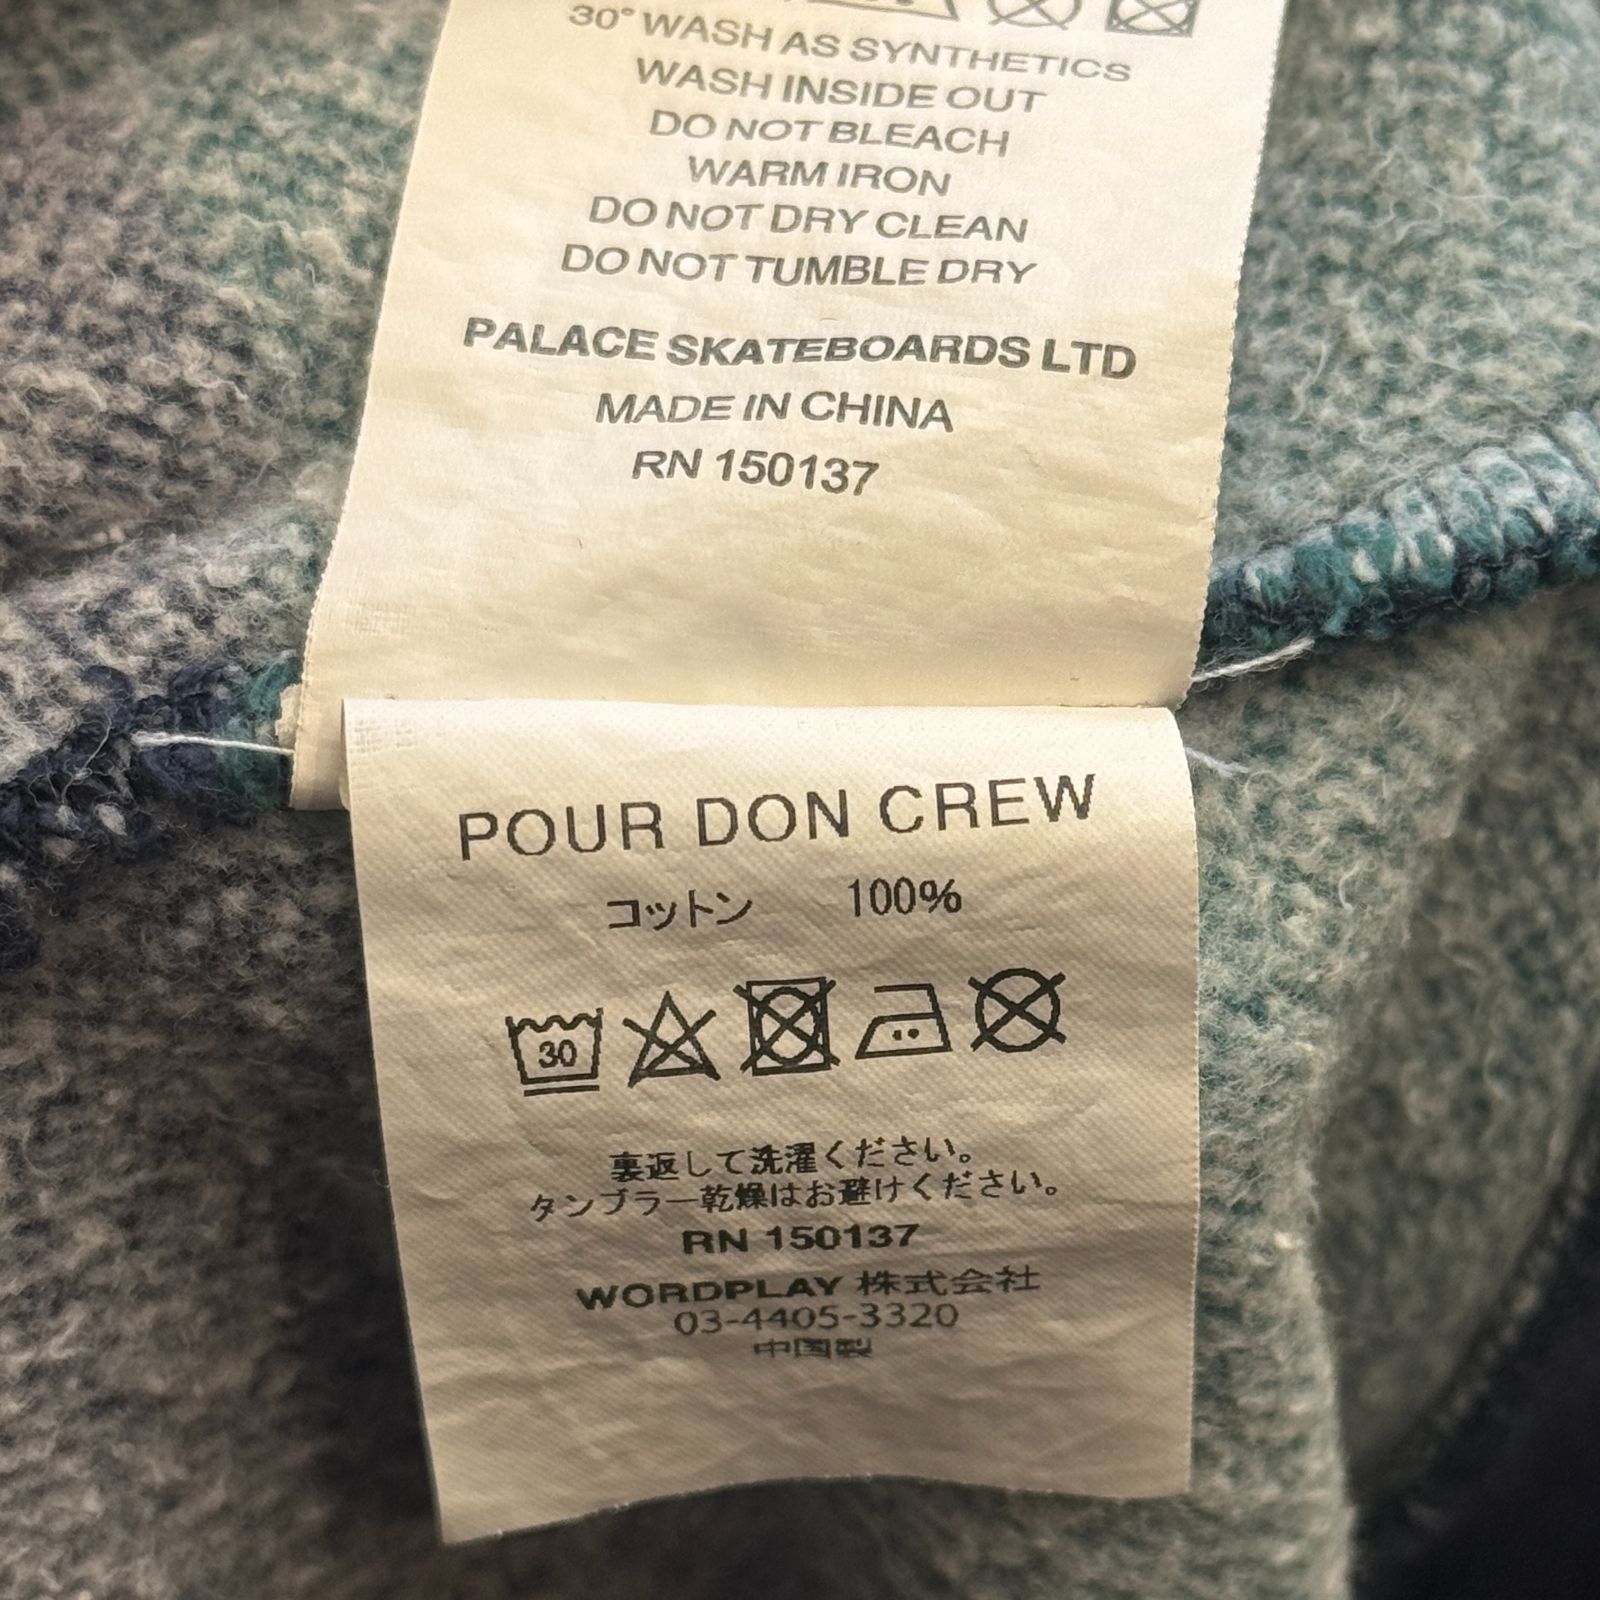 30° WASH AS SYNTHETICS
WASH INSIDE OUT
DO NOT BLEACH
WARM IRON
DO NOT DRY CLEAN
DO NOT TUMBLE DRY
PALACE SKATEBOARDS LTD
MADE IN CHINA
RN 150137
POUR DON CREW
コットン 100%
30
裏返して洗濯ください。
タンブラー乾燥はお避けください。
RN 150137
WORDPLAY 株式会社
03-4405-3320
中国製